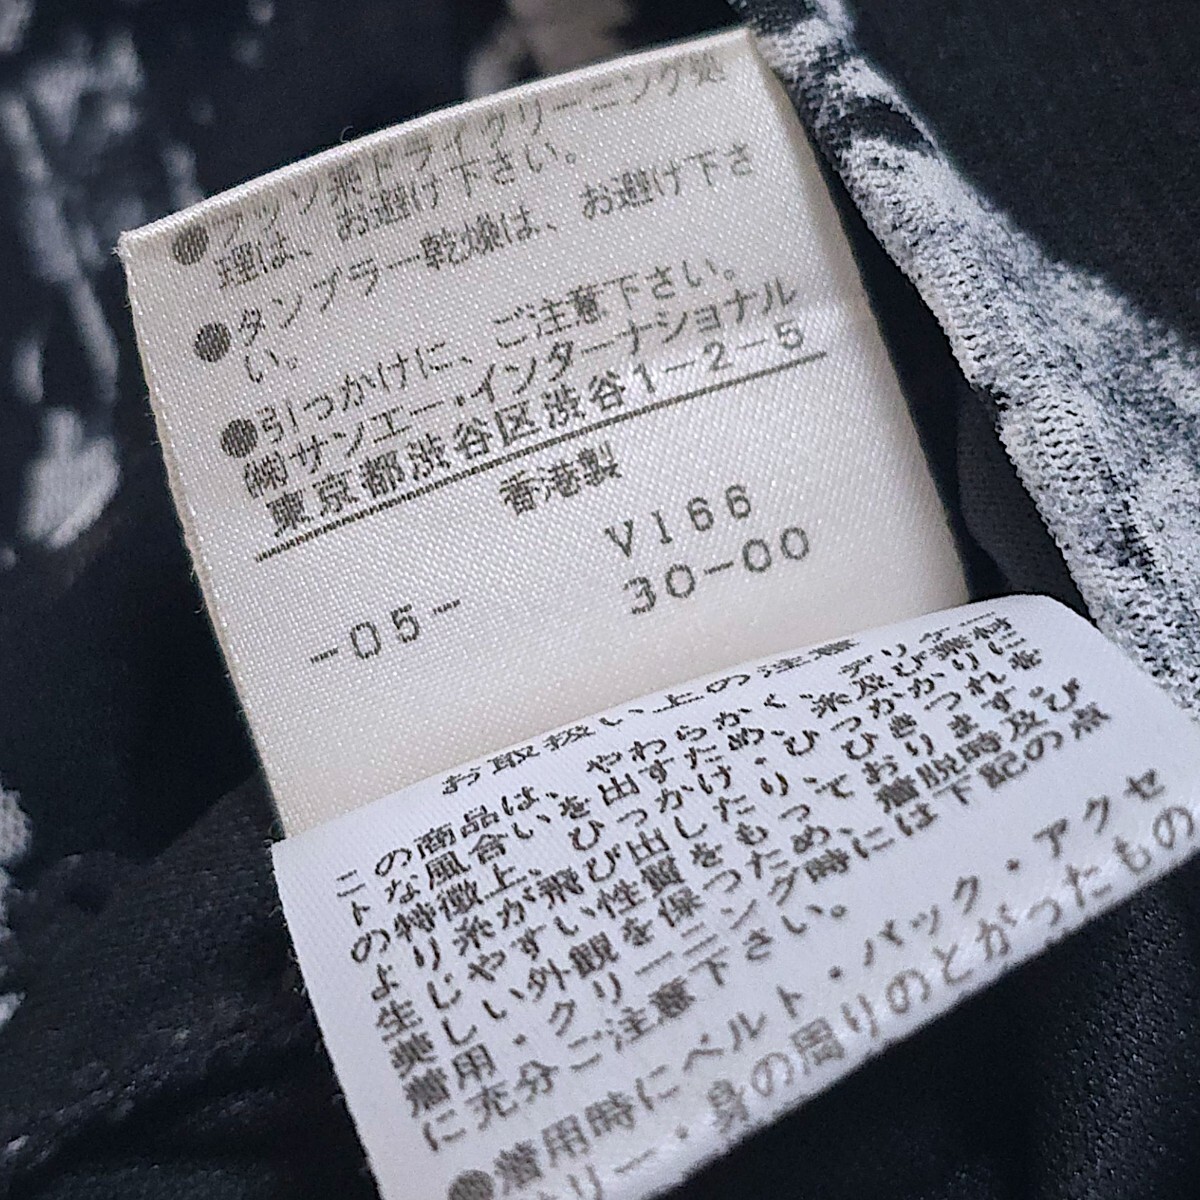 ●フッソ系ドライクリーニング処
理は、お避け下さい。
●タンブラー乾燥は、お避け下さ
い。
●引っかけに、ご注意下さい。
㈱サンエー・インターナショナル
東京都渋谷区渋谷1-2-5
香港製
V166
-05- 30-00
お取扱い上の注意
この商品は、やわらかく、デリケー
トな風合いを出すため、糸及び素材
の特徴上、ひっかけ・ひっかかりに
より糸が飛び出したり、ひきつれを
生じやすい性質をもっております。
美しい外観を保つため、着脱時及び
着用・クリーニング時には下記の点
に充分ご注意下さい。
●着用時にベルト・バック・アクセ
サリー・身の周りのとがったもの